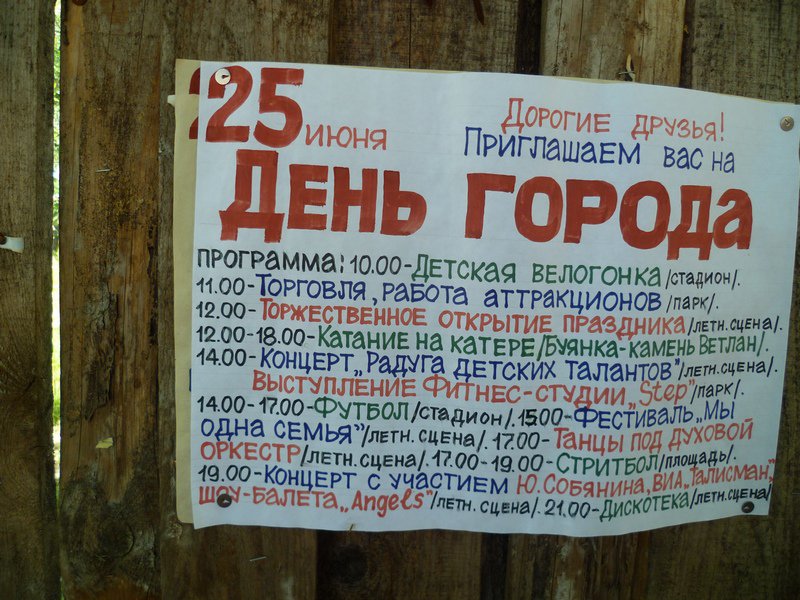 25 июня
Дорогие друзья!
Приглашаем вас на
ДЕНЬ ГОРОДА
ПРОГРАММА: 10.00-Детская велогонка /стадион/.
11.00-Торговля, работа аттракционов /парк/.
12.00-Торжественное открытие праздника /летн.сцена/.
12.00-18.00-Катание на катере /Буянка-камень Ветлан/.
14.00-Концерт „Радуга детских талантов" /летн.сцена/.
Выступление фитнес-студии „Step" /парк/.
14.00-17.00-Футбол /стадион/. 15.00-Фестиваль „Мы
одна семья" /летн.сцена/. 17.00-Танцы под духовой
оркестр /летн.сцена/. 17.00-19.00-Стритбол /площадь/.
19.00-Концерт с участием Ю.Собянина, ВИА „Талисман",
шоу-балета „Angels" /летн.сцена/. 21.00-Дискотека /летн.сцена/